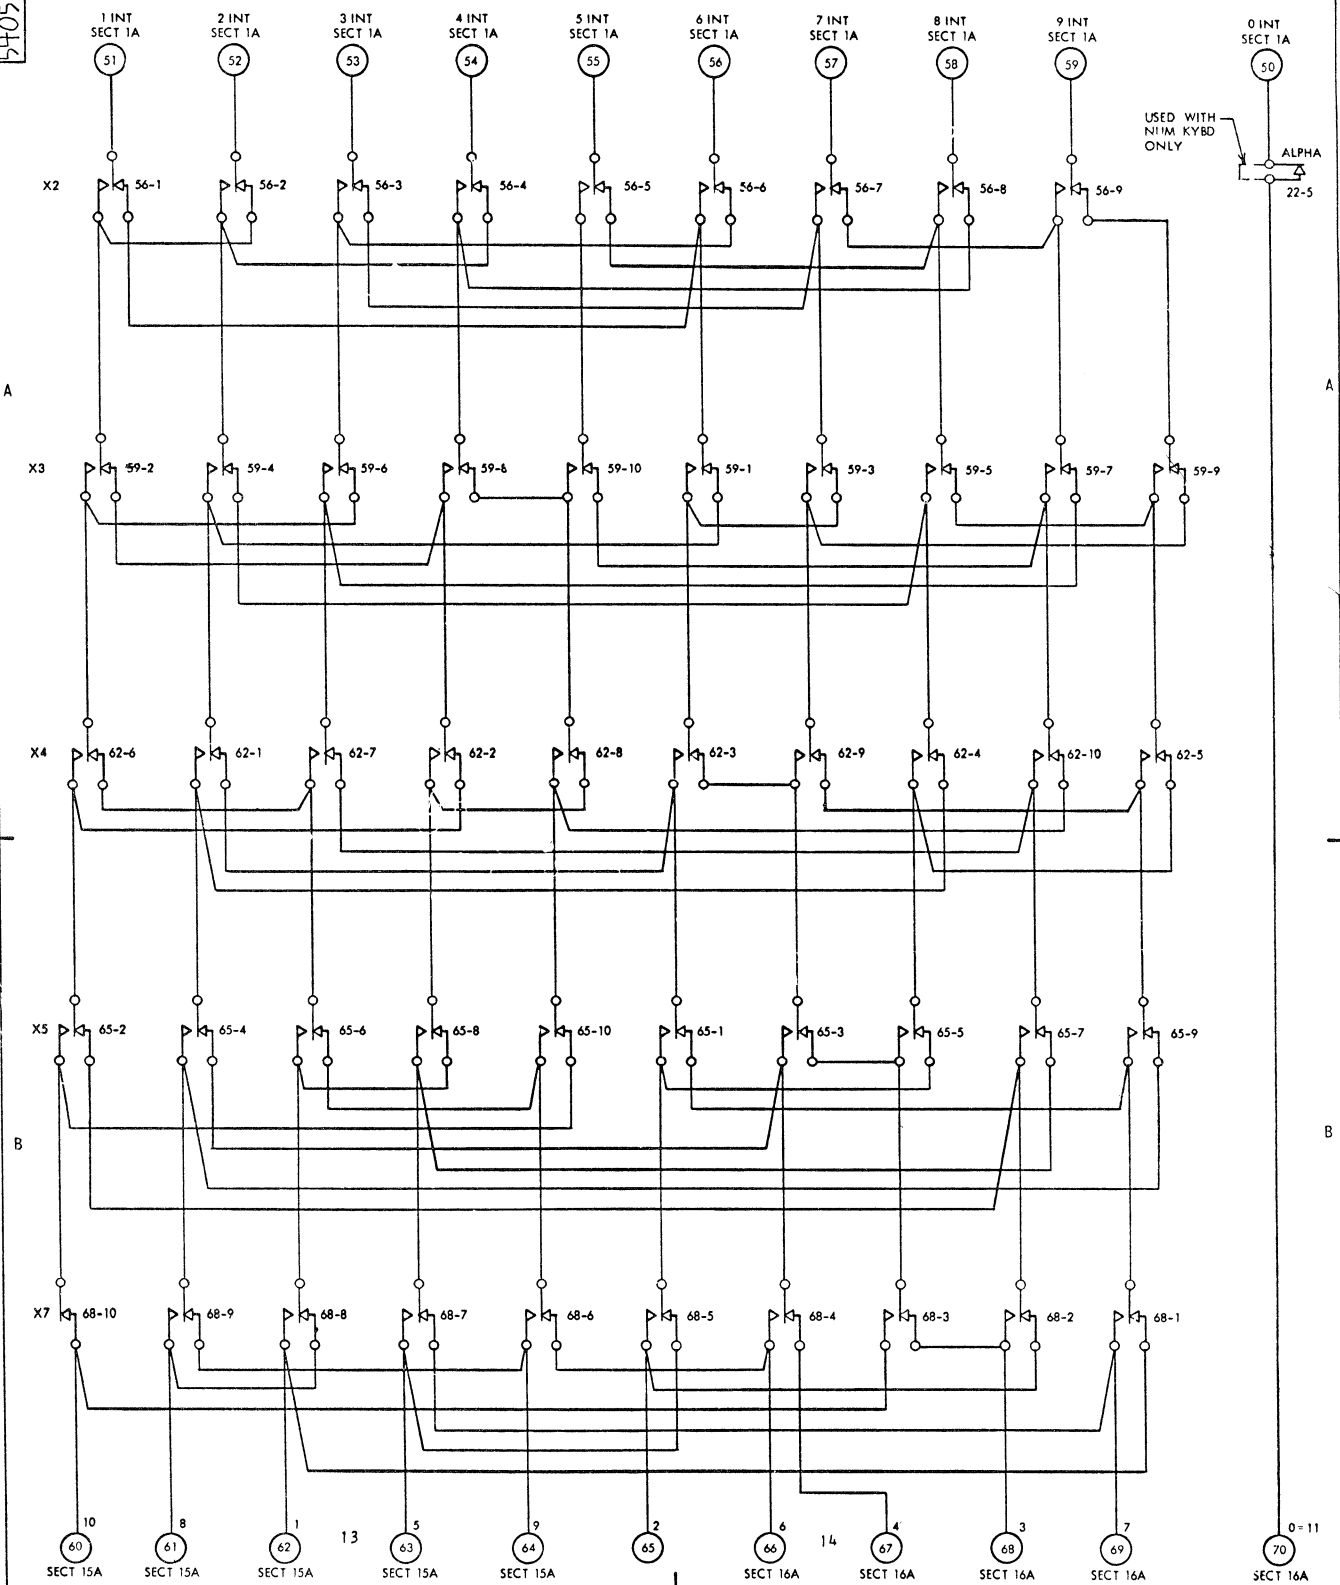 5405
1 INT
SECT 1A
2 INT
SECT 1A
3 INT
SECT 1A
4 INT
SECT 1A
5 INT
SECT 1A
6 INT
SECT 1A
7 INT
SECT 1A
8 INT
SECT 1A
9 INT
SECT 1A
0 INT
SECT 1A
51
52
53
54
55
56
57
58
59
50
USED WITH
NUM KYBD
ONLY
ALPHA
22-5
X2
56-1
56-2
56-3
56-4
56-5
56-6
56-7
56-8
56-9
A
A
X3
59-2
59-4
59-6
59-8
59-10
59-1
59-3
59-5
59-7
59-9
X4
62-6
62-1
62-7
62-2
62-8
62-3
62-9
62-4
62-10
62-5
X5
65-2
65-4
65-6
65-8
65-10
65-1
65-3
65-5
65-7
65-9
B
B
X7
68-10
68-9
68-8
68-7
68-6
68-5
68-4
68-3
68-2
68-1
10
8
1
13
5
9
2
6
14
4
3
7
0=11
60
61
62
63
64
65
66
67
68
69
70
SECT 15A
SECT 15A
SECT 15A
SECT 15A
SECT 15A
SECT 16A
SECT 16A
SECT 16A
SECT 16A
SECT 16A